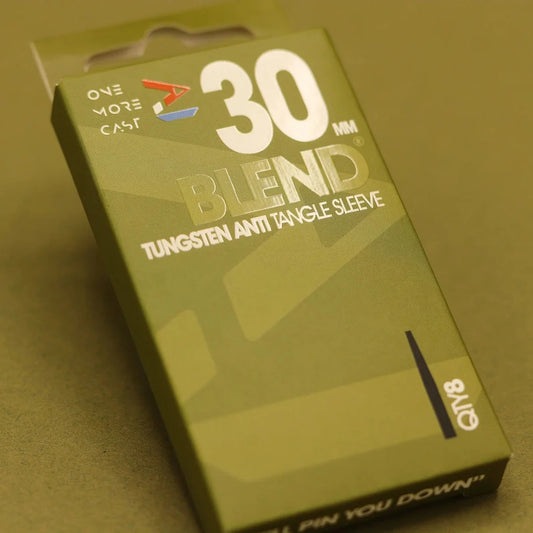 ONE
MORE
CAST
30 MM
BLEND®
TUNGSTEN ANTI TANGLE SLEEVE
QTY8
PIN YOU DOWN"